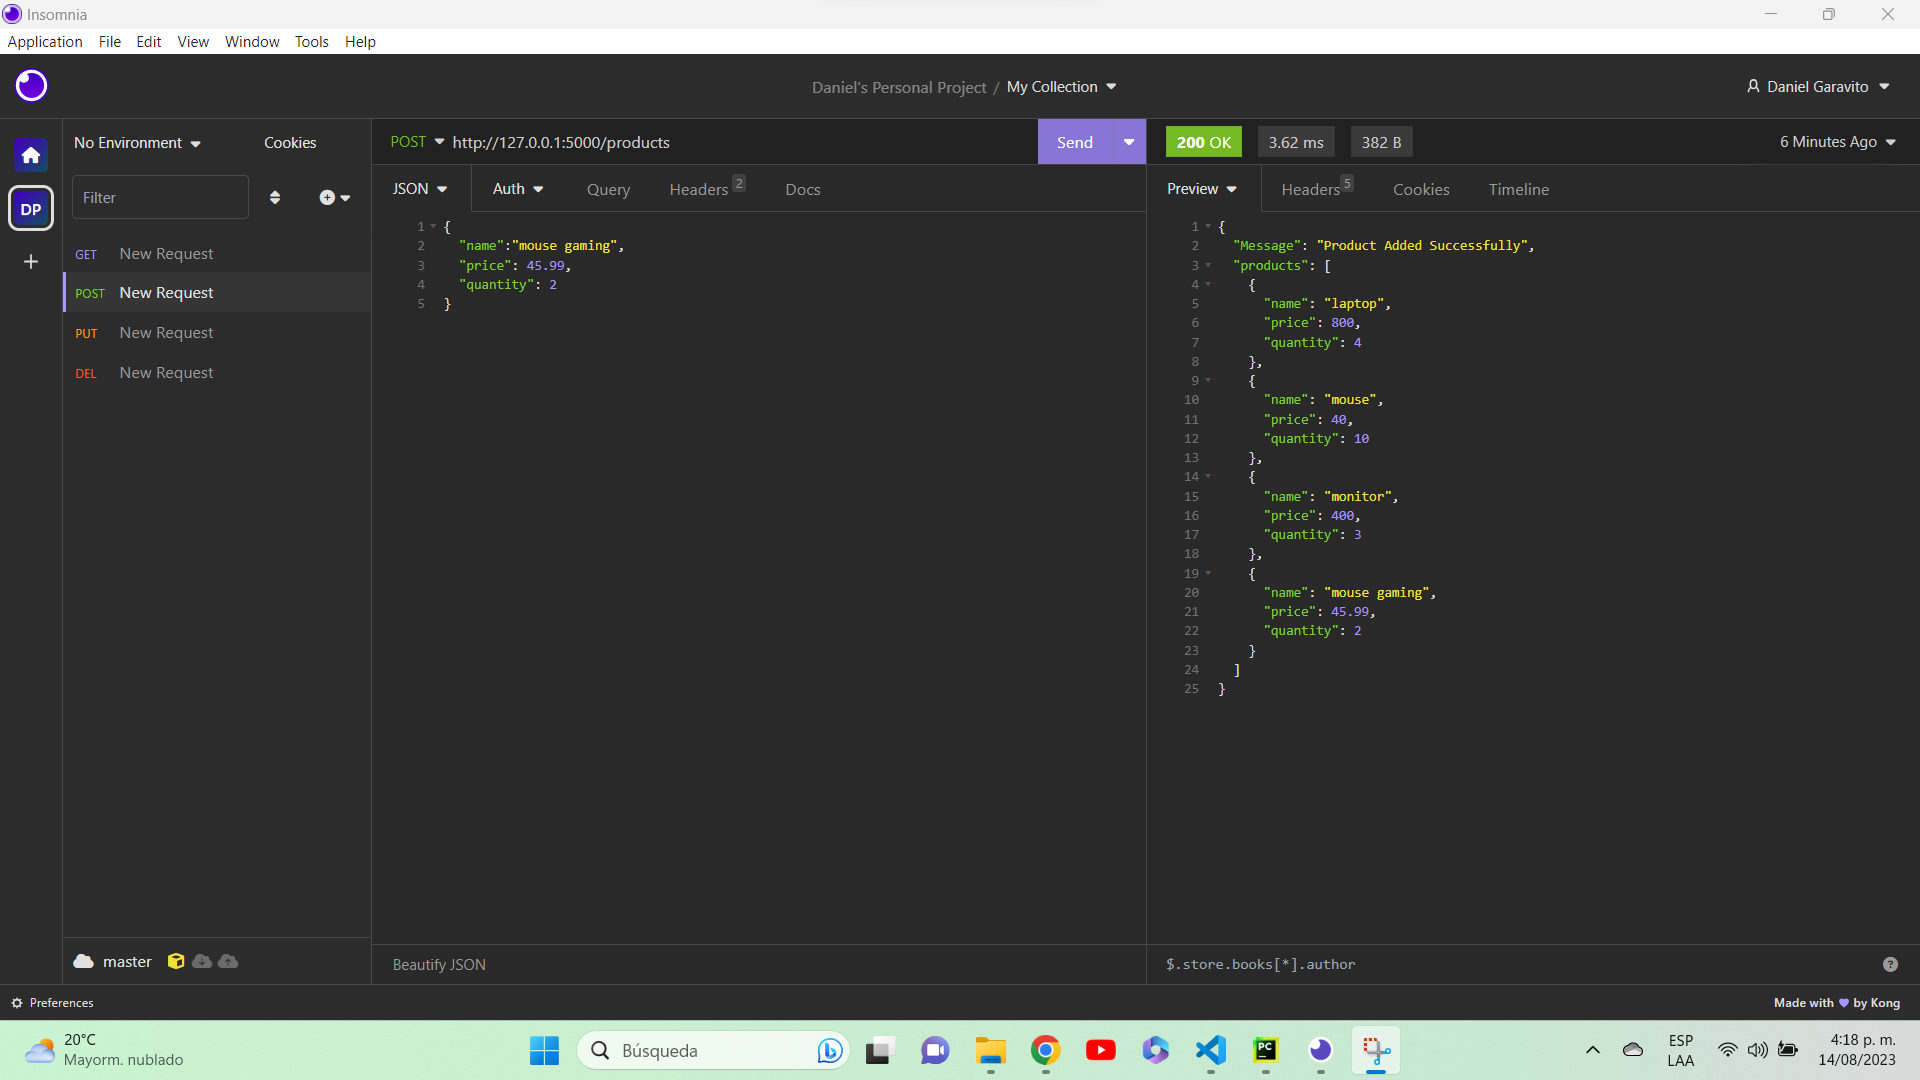 Insomnia
Application File Edit View Window Tools Help
Daniel's Personal Project / My Collection
Daniel Garavito
No Environment
Cookies
POST http://127.0.0.1:5000/products
Send
200 OK
3.62 ms
382 B
6 Minutes Ago
DP
Filter
GET New Request
POST New Request
PUT New Request
DEL New Request
JSON Auth Query Headers 2 Docs
1 {
2 "name":"mouse gaming",
3 "price": 45.99,
4 "quantity": 2
5 }
Preview Headers 5 Cookies Timeline
1 {
2 "Message": "Product Added Successfully",
3 "products": [
4 {
5 "name": "laptop",
6 "price": 800,
7 "quantity": 4
8 },
9 {
10 "name": "mouse",
11 "price": 40,
12 "quantity": 10
13 },
14 {
15 "name": "monitor",
16 "price": 400,
17 "quantity": 3
18 },
19 {
20 "name": "mouse gaming",
21 "price": 45.99,
22 "quantity": 2
23 }
24 ]
25 }
master
Beautify JSON
$.store.books[*].author
?
Preferences
Made with 💜 by Kong
20°C
Mayorm. nublado
Búsqueda
PC
ESP
LAA
4:18 p. m.
14/08/2023